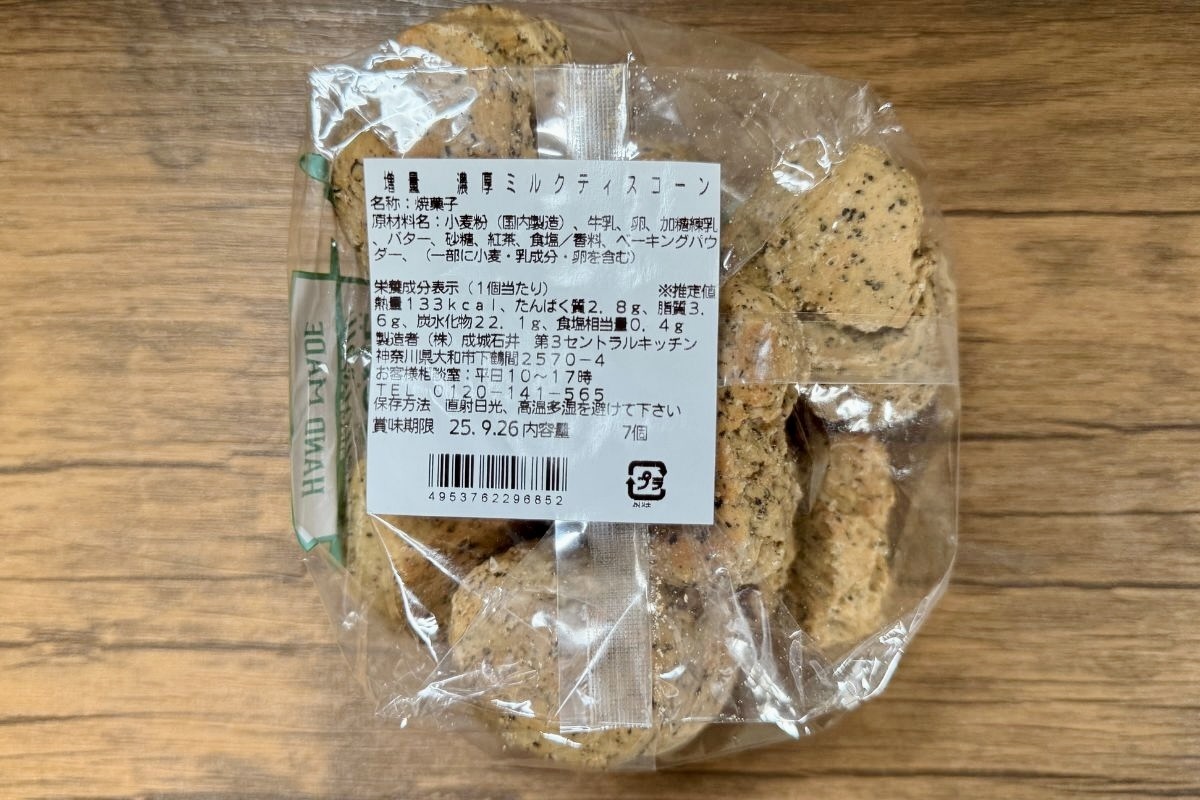 増量 濃厚ミルクティスコーン
名称：焼菓子
原材料名：小麦粉（国内製造）、牛乳、卵、加糖練乳
、バター、砂糖、紅茶、食塩／香料、ベーキングパウ
ダー、（一部に小麦・乳成分・卵を含む）
栄養成分表示（１個当たり） ※推定値
熱量１３３ｋｃａｌ、たんぱく質２．８ｇ、脂質３．
６ｇ、炭水化物２２．１ｇ、食塩相当量０．４ｇ
製造者（株）成城石井 第３セントラルキッチン
神奈川県大和市下鶴間２５７０－４
お客様相談室：平日１０～１７時
ＴＥＬ ０１２０－１４１－５６５
保存方法 直射日光、高温多湿を避けて下さい
賞味期限 25.9.26 内容量 7個
4953762296852
プラ
HAND MADE